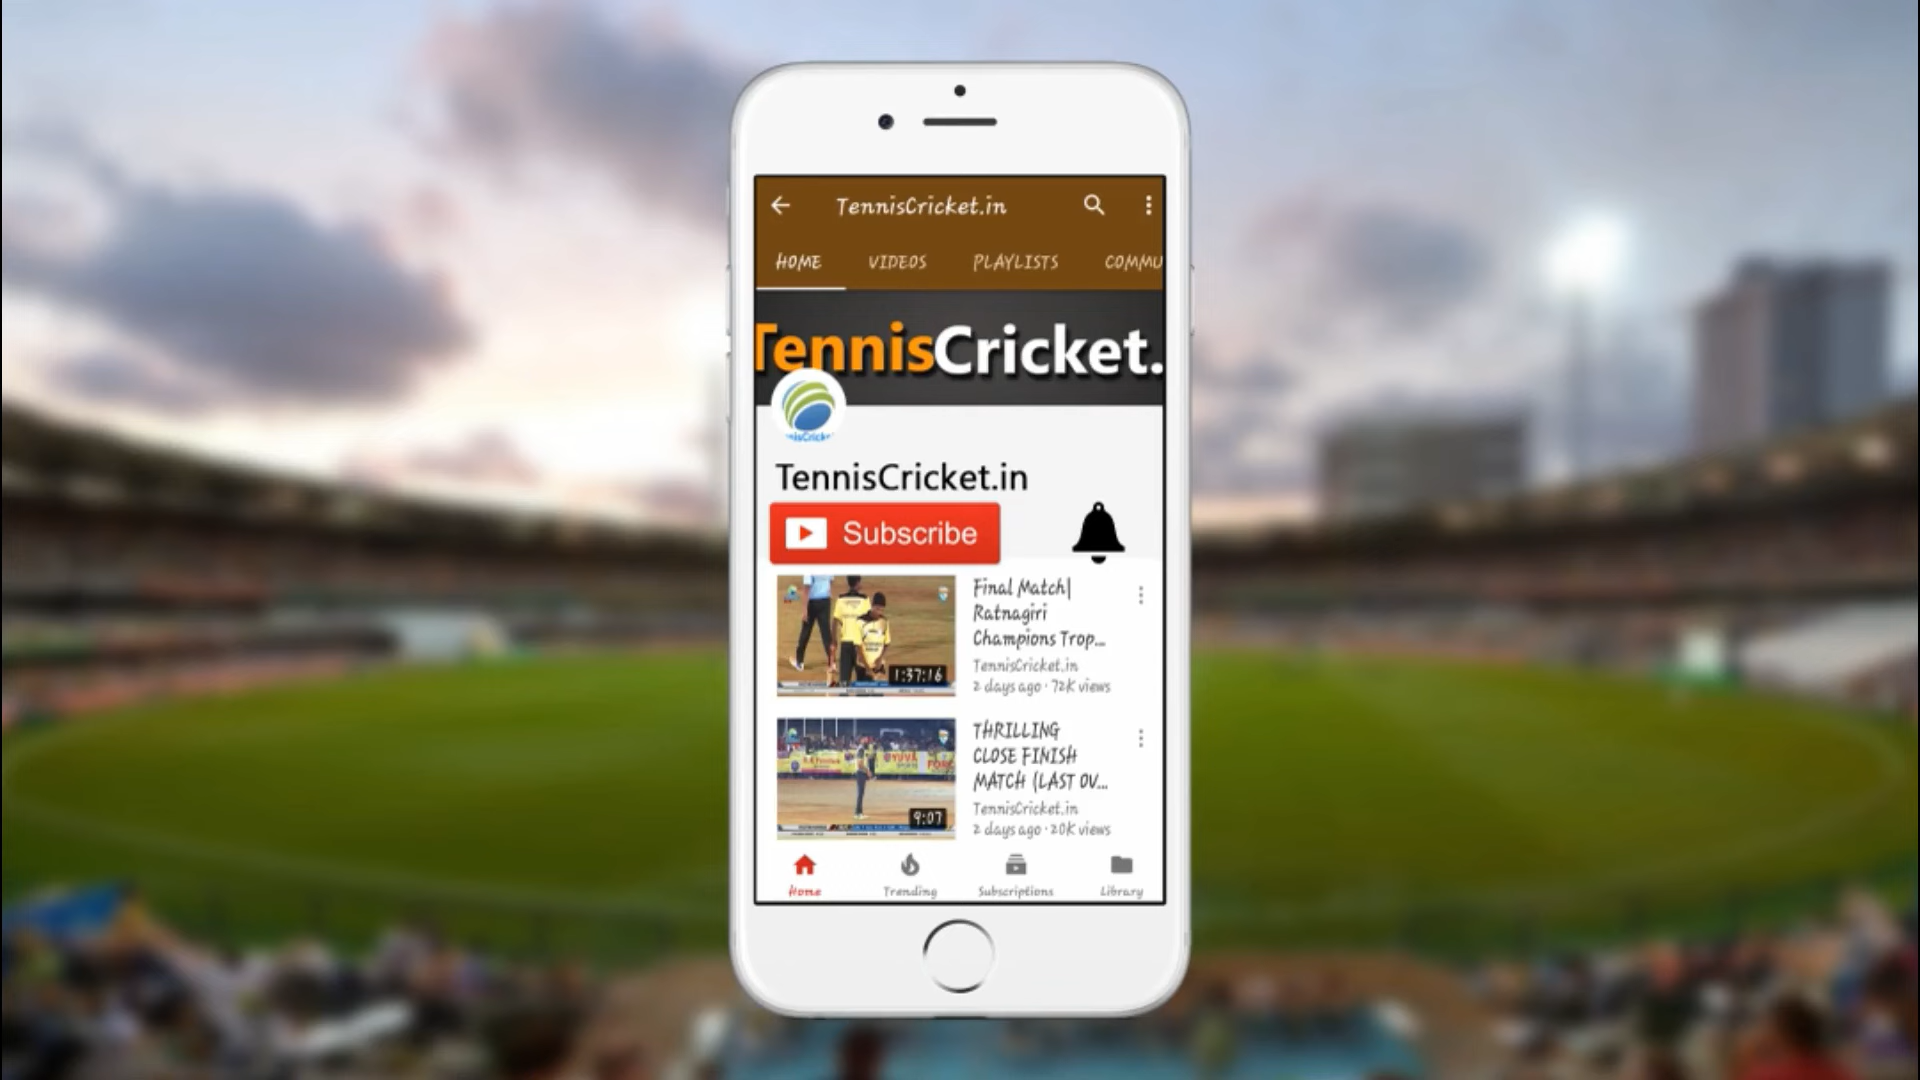 TennisCricket.in
HOME VIDEOS PLAYLISTS COMMU
TennisCricket.
TennisCricket.in
Subscribe
Final Match|
Ratnagiri
Champions Trop...
TennisCricket.in
2 days ago · 72K views
1:37:16
THRILLING
CLOSE FINISH
MATCH (LAST OV...
TennisCricket.in
2 days ago · 20K views
9:07
Home Trending Subscriptions Library